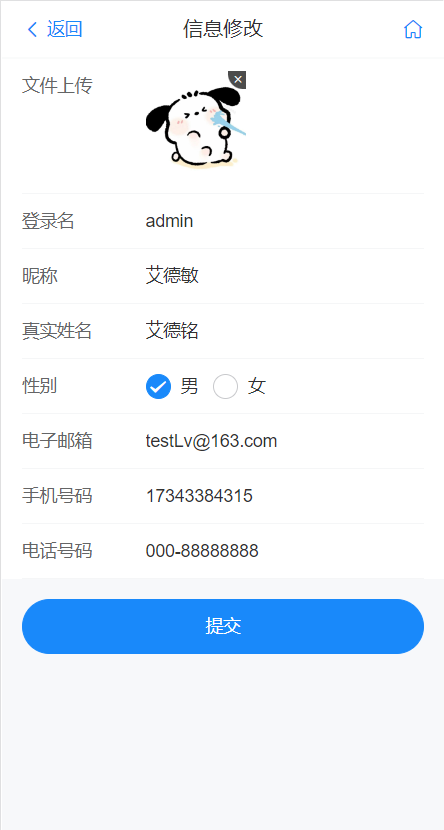 返回 信息修改
文件上传
登录名 admin
昵称 艾德敏
真实姓名 艾德铭
性别 男 女
电子邮箱 testLv@163.com
手机号码 17343384315
电话号码 000-88888888
提交